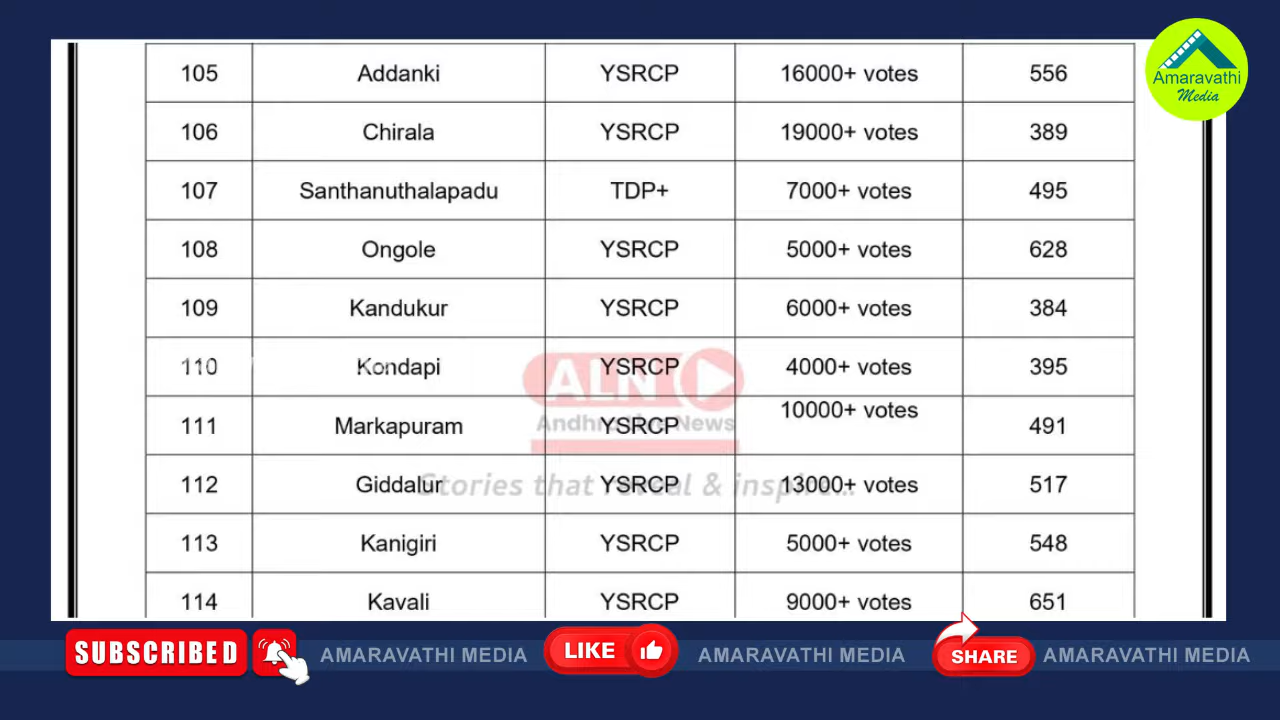 105 Addanki YSRCP 16000+ votes 556
106 Chirala YSRCP 19000+ votes 389
107 Santhanuthalapadu TDP+ 7000+ votes 495
108 Ongole YSRCP 5000+ votes 628
109 Kandukur YSRCP 6000+ votes 384
110 Kondapi YSRCP 4000+ votes 395
111 Markapuram YSRCP 10000+ votes 491
112 Giddalur YSRCP 13000+ votes 517
113 Kanigiri YSRCP 5000+ votes 548
114 Kavali YSRCP 9000+ votes 651
Amaravathi
Media
ALN
News
Stories that & 
SUBSCRIBED AMARAVATHI MEDIA LIKE AMARAVATHI MEDIA SHARE AMARAVATHI MEDIA